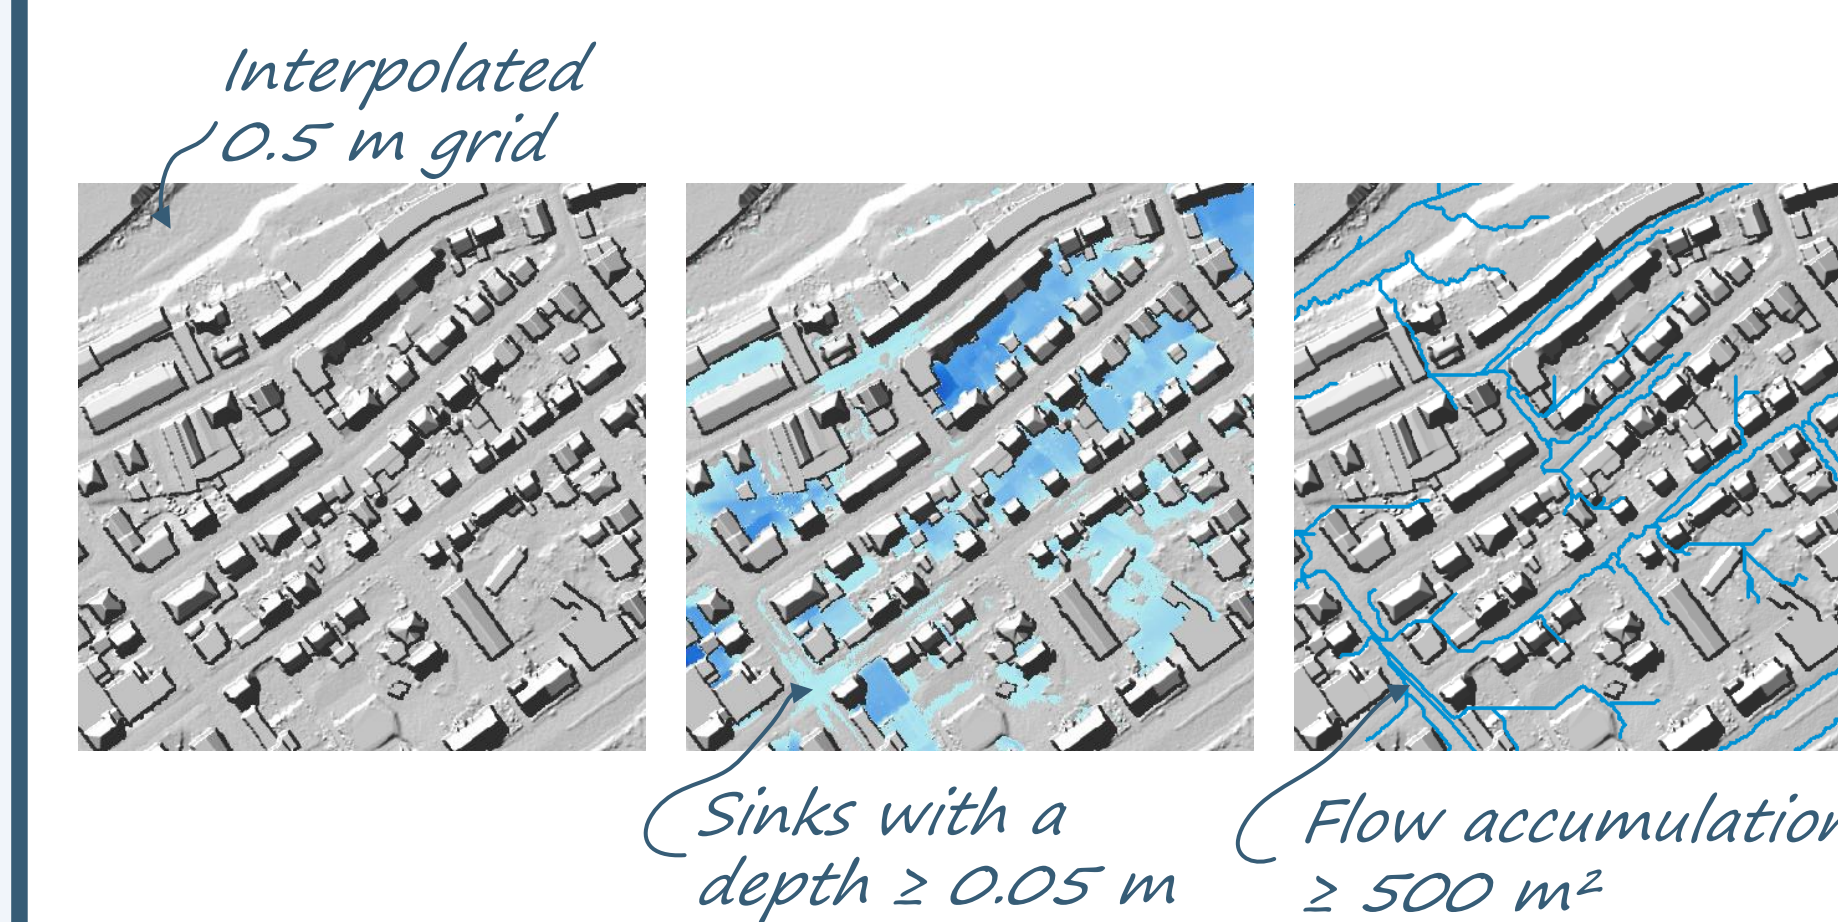 Interpolated
0.5 m grid
Sinks with a
depth ≥ 0.05 m
Flow accumulation
≥ 500 m²